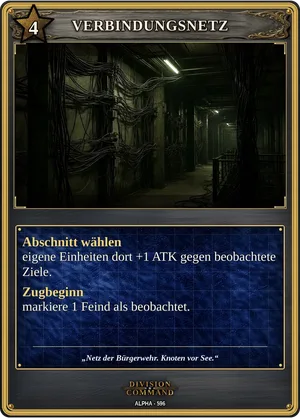 4
VERBINDUNGSNETZ
Abschnitt wählen
eigene Einheiten dort +1 ATK gegen beobachtete
Ziele.
Zugbeginn
markiere 1 Feind als beobachtet.
„Netz der Bürgerwehr. Knoten vor See.“
DIVISION
COMMAND
ALPHA - 596